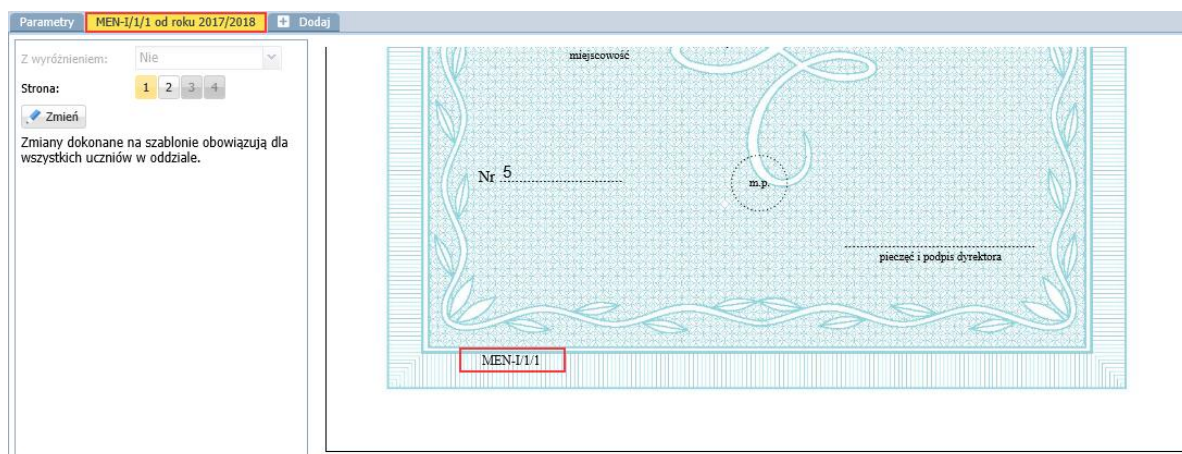 Parametry MEN-I/1/1 od roku 2017/2018 Dodaj
Z wyróżnieniem: Nie
Strona: 1 2 3 4
Zmień
Zmiany dokonane na szablonie obowiązują dla
wszystkich uczniów w oddziale.
miejscowość
Nr 5
m.p.
pieczęć i podpis dyrektora
MEN-I/1/1